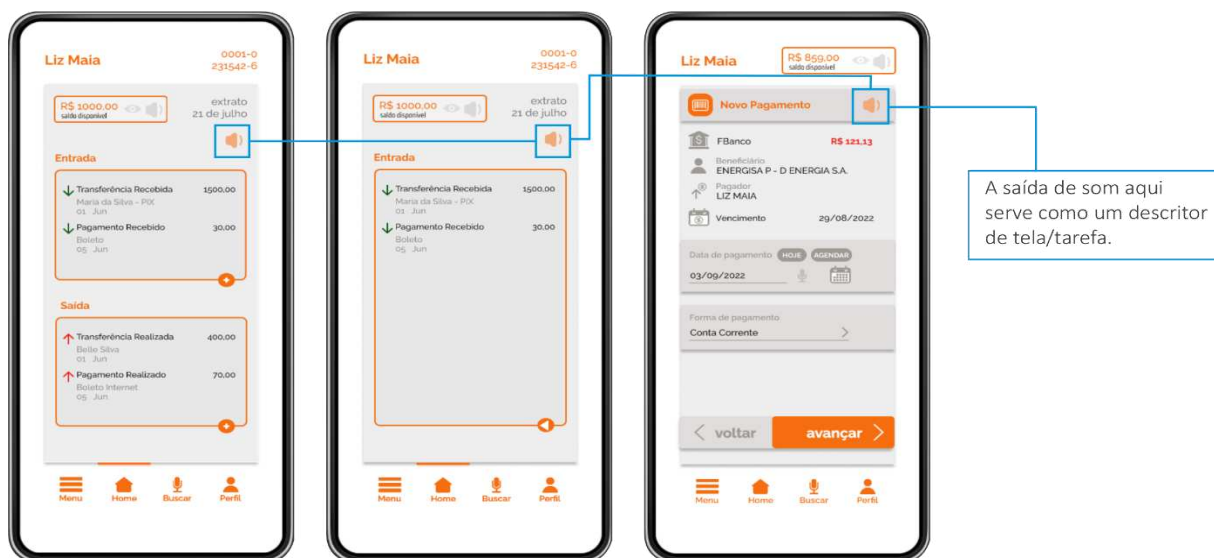 Liz Maia
0001-0
231542-6
R$ 1000,00
saldo disponível
extrato
21 de julho
Entrada
Transferência Recebida 1500,00
Maria da Silva - PIX
01 Jun
Pagamento Recebido 30,00
Boleto
05 Jun
Saída
Transferência Realizada 400,00
Belle Silva
01 Jun
Pagamento Realizado 70,00
Boleto Internet
05 Jun
Menu Home Buscar Perfil
Liz Maia
0001-0
231542-6
R$ 1000,00
saldo disponível
extrato
21 de julho
Entrada
Transferência Recebida 1500,00
Maria da Silva - PIX
01 Jun
Pagamento Recebido 30,00
Boleto
05 Jun
Menu Home Buscar Perfil
Liz Maia
R$ 859,00
saldo disponível
Novo Pagamento
FBanco R$ 121,13
Beneficiário
ENERGISA P - D ENERGIA S.A.
Pagador
LIZ MAIA
Vencimento 29/08/2022
Data de pagamento HOJE AGENDAR
03/09/2022
Forma de pagamento
Conta Corrente
voltar avançar
Menu Home Buscar Perfil
A saída de som aqui
serve como um descritor
de tela/tarefa.